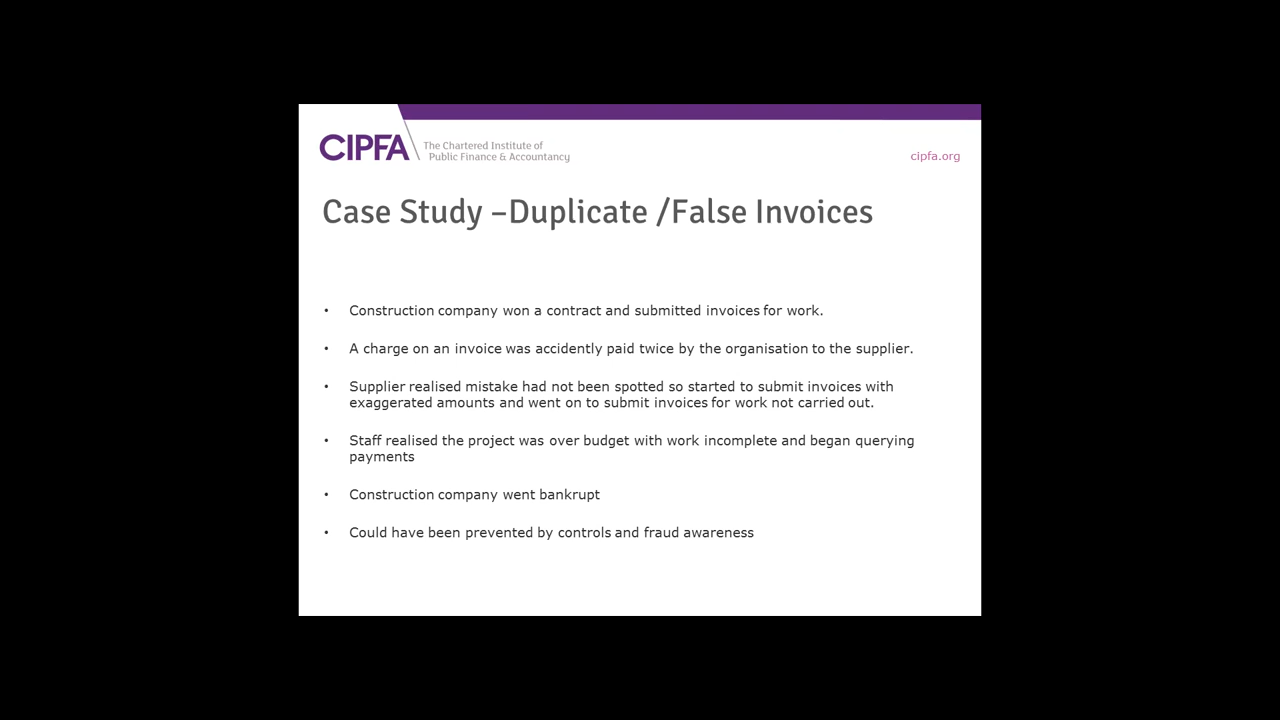 CIPFA
The Chartered Institute of
Public Finance & Accountancy
cipfa.org
Case Study –Duplicate /False Invoices
• Construction company won a contract and submitted invoices for work.
• A charge on an invoice was accidently paid twice by the organisation to the supplier.
• Supplier realised mistake had not been spotted so started to submit invoices with
exaggerated amounts and went on to submit invoices for work not carried out.
• Staff realised the project was over budget with work incomplete and began querying
payments
• Construction company went bankrupt
• Could have been prevented by controls and fraud awareness